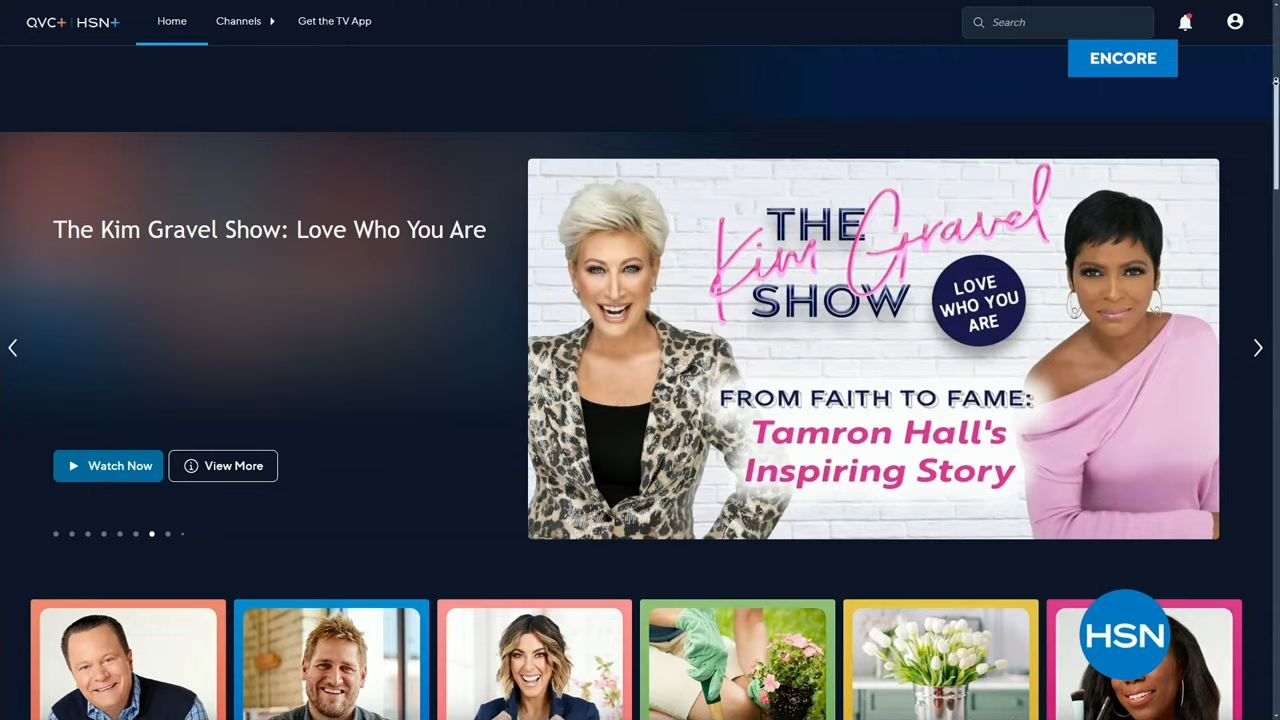 QVC+ | HSN+
Home
Channels
Get the TV App
Search
ENCORE
The Kim Gravel Show: Love Who You Are
THE
Kim Gravel
SHOW
LOVE
WHO YOU
ARE
FROM FAITH TO FAME:
Tamron Hall's
Inspiring Story
Watch Now
View More
HSN